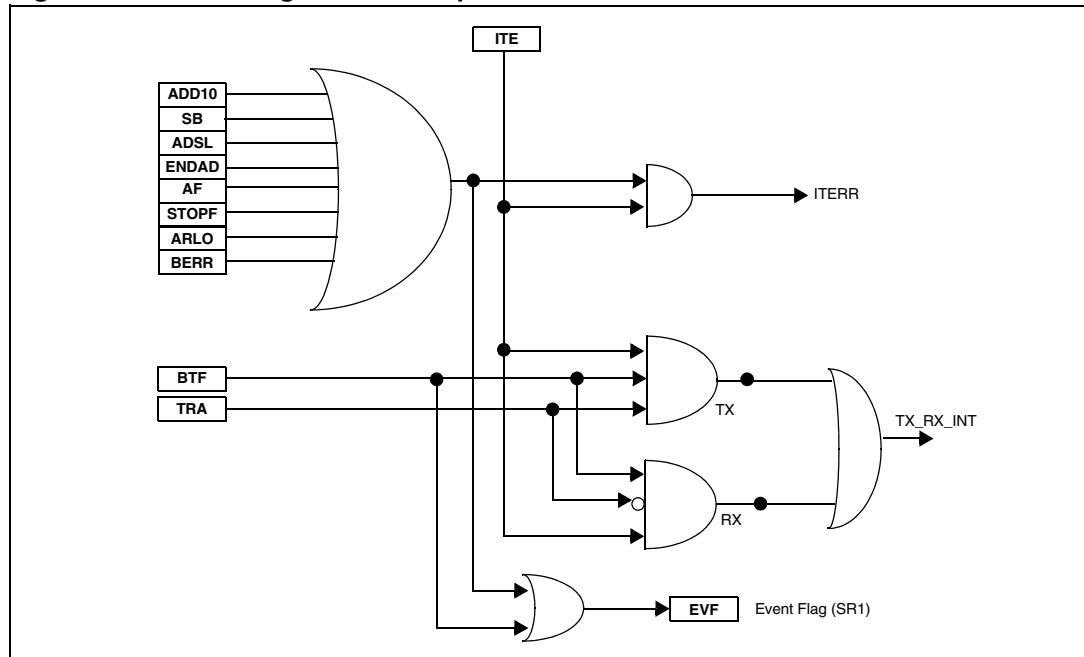 ITE
ADD10
SB
ADSL
ENDAD
AF
STOPF
ARLO
BERR
ITERR
BTF
TRA
TX
TX_RX_INT
RX
EVF
Event Flag (SR1)